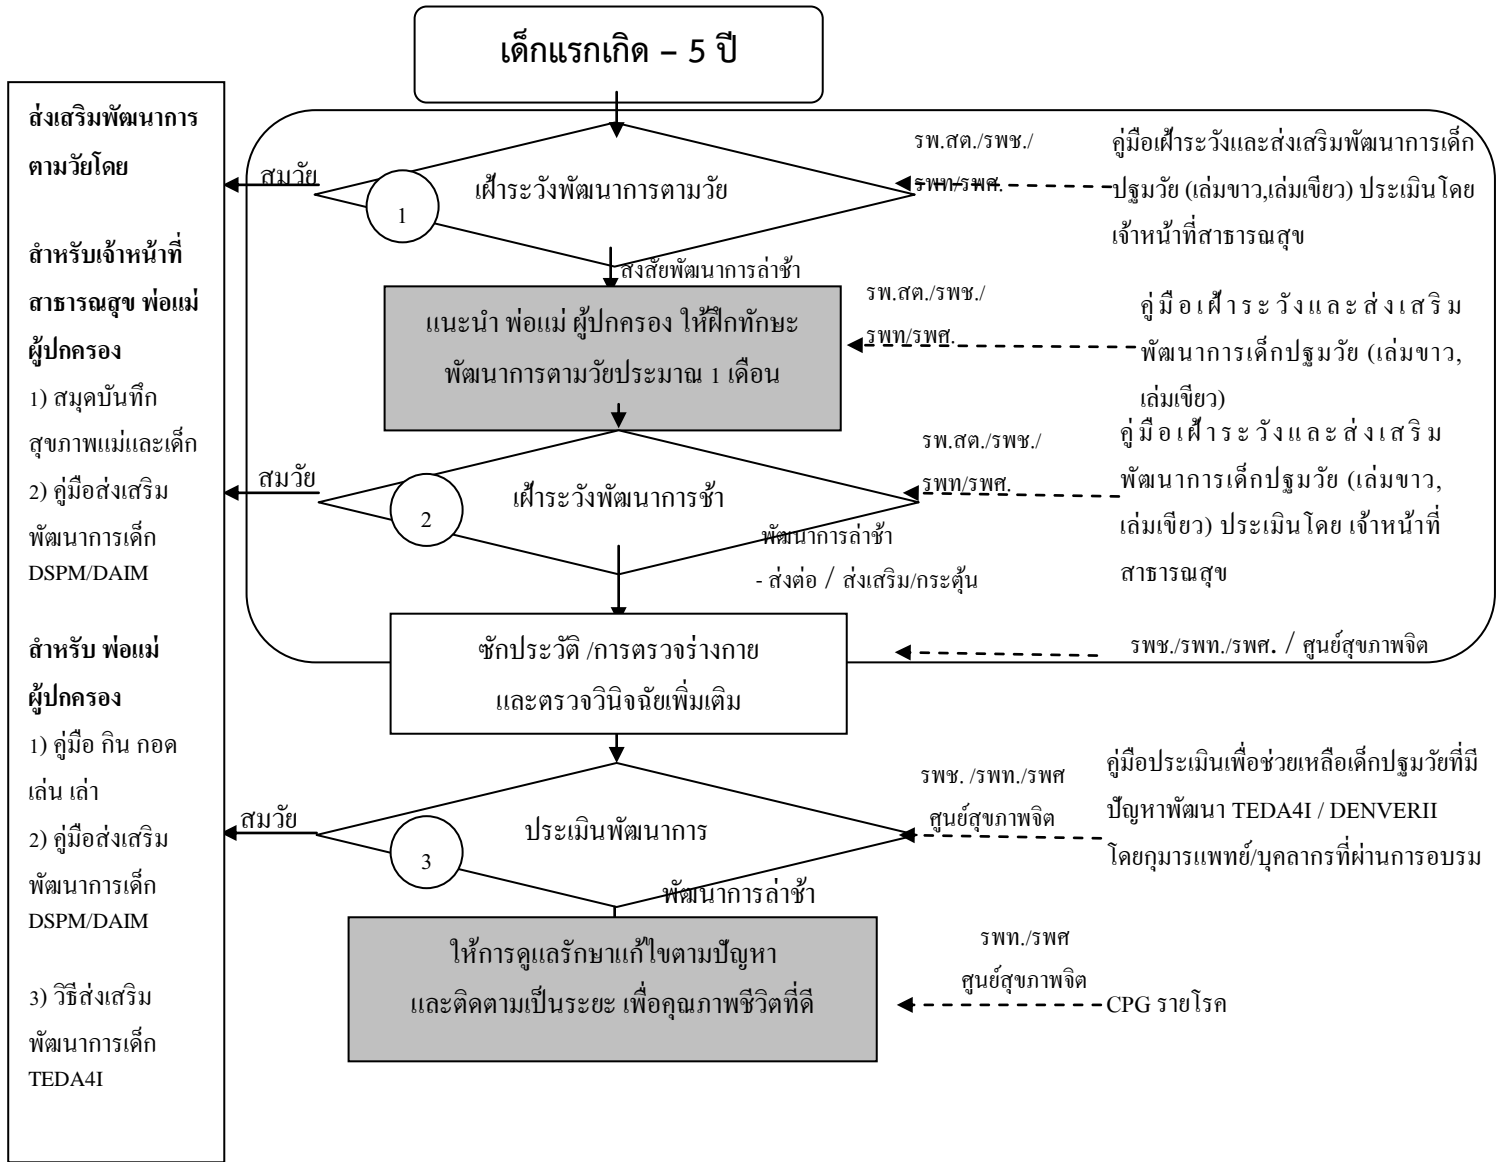 เด็กแรกเกิด – 5 ปี
ส่งเสริมพัฒนาการ
ตามวัยโดย
สำหรับเจ้าหน้าที่
สาธารณสุข พ่อแม่
ผู้ปกครอง
1) สมุดบันทึก
สุขภาพแม่และเด็ก
2) คู่มือส่งเสริม
พัฒนาการเด็ก
DSPM/DAIM
สำหรับ พ่อแม่
ผู้ปกครอง
1) คู่มือ กิน กอด
เล่น เล่า
2) คู่มือส่งเสริม
พัฒนาการเด็ก
DSPM/DAIM
3) วิธีส่งเสริม
พัฒนาการเด็ก
TEDA4I
สมวัย
1
เฝ้าระวังพัฒนาการตามวัย
รพ.สต./รพช./
รพท/รพศ.
คู่มือเฝ้าระวังและส่งเสริมพัฒนาการเด็ก
ปฐมวัย (เล่มขาว,เล่มเขียว) ประเมินโดย
เจ้าหน้าที่สาธารณสุข
สงสัยพัฒนาการล่าช้า
แนะนำ พ่อแม่ ผู้ปกครอง ให้ฝึกทักษะ
พัฒนาการตามวัยประมาณ 1 เดือน
รพ.สต./รพช./
รพท/รพศ.
คู่มือเฝ้าระวังและส่งเสริม
พัฒนาการเด็กปฐมวัย (เล่มขาว,
เล่มเขียว)
สมวัย
2
เฝ้าระวังพัฒนาการช้า
รพ.สต./รพช./
รพท/รพศ.
คู่มือเฝ้าระวังและส่งเสริม
พัฒนาการเด็กปฐมวัย (เล่มขาว,
เล่มเขียว) ประเมินโดย เจ้าหน้าที่
สาธารณสุข
พัฒนาการล่าช้า
- ส่งต่อ / ส่งเสริม/กระตุ้น
ซักประวัติ /การตรวจร่างกาย
และตรวจวินิจฉัยเพิ่มเติม
รพช./รพท./รพศ. / ศูนย์สุขภาพจิต
สมวัย
3
ประเมินพัฒนาการ
รพช. /รพท./รพศ
ศูนย์สุขภาพจิต
คู่มือประเมินเพื่อช่วยเหลือเด็กปฐมวัยที่มี
ปัญหาพัฒนา TEDA4I / DENVERII
โดยกุมารแพทย์/บุคลากรที่ผ่านการอบรม
พัฒนาการล่าช้า
ให้การดูแลรักษาแก้ไขตามปัญหา
และติดตามเป็นระยะ เพื่อคุณภาพชีวิตที่ดี
รพท./รพศ
ศูนย์สุขภาพจิต
CPG รายโรค